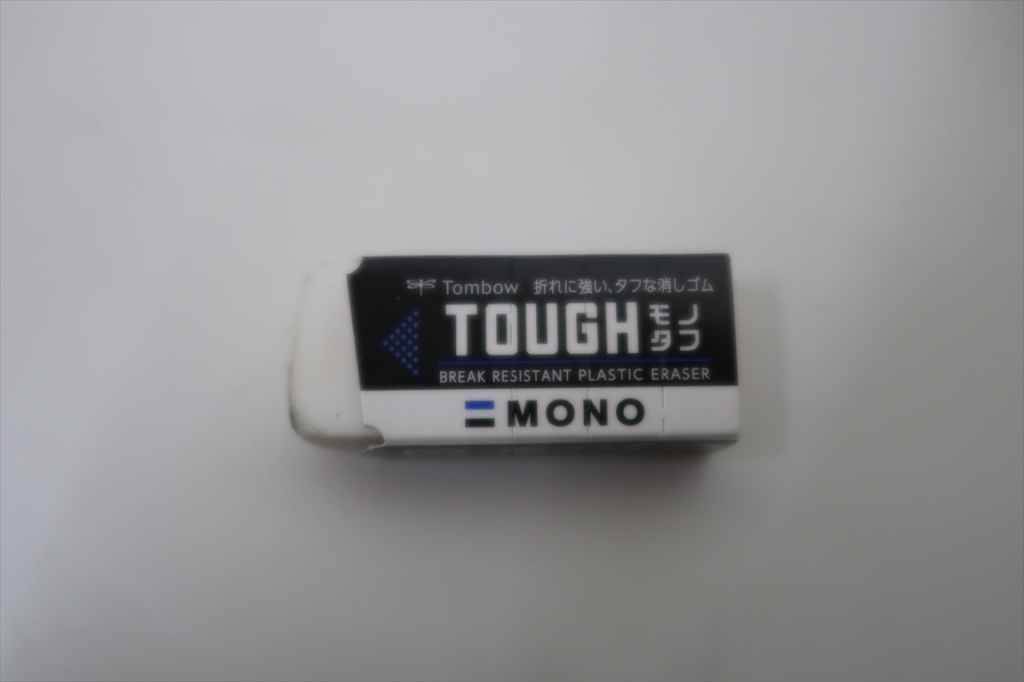 Tombow 折れに強い、タフな消しゴム
TOUGH モノタフ
BREAK RESISTANT PLASTIC ERASER
MONO